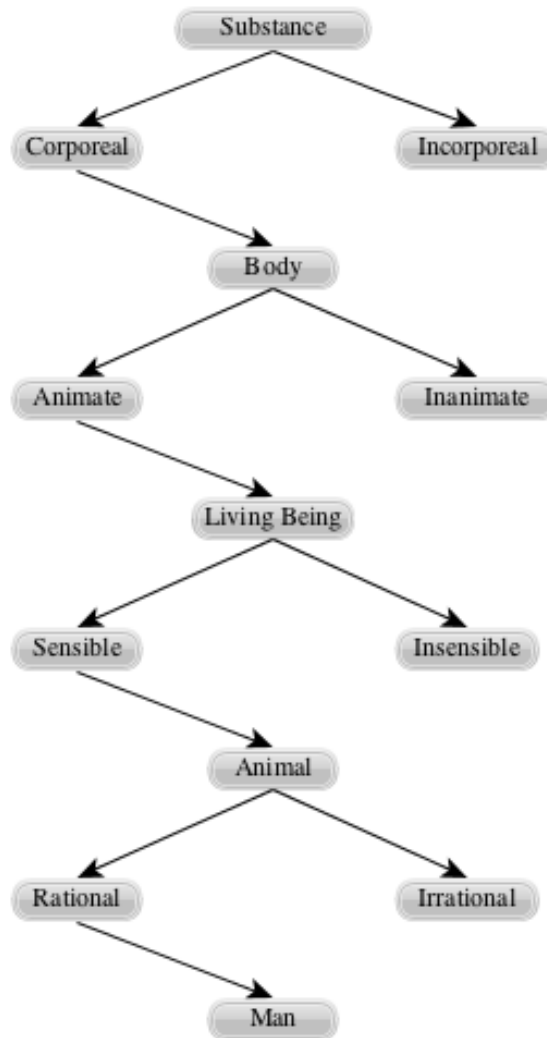 Substance
Corporeal
Incorporeal
Body
Animate
Inanimate
Living Being
Sensible
Insensible
Animal
Rational
Irrational
Man